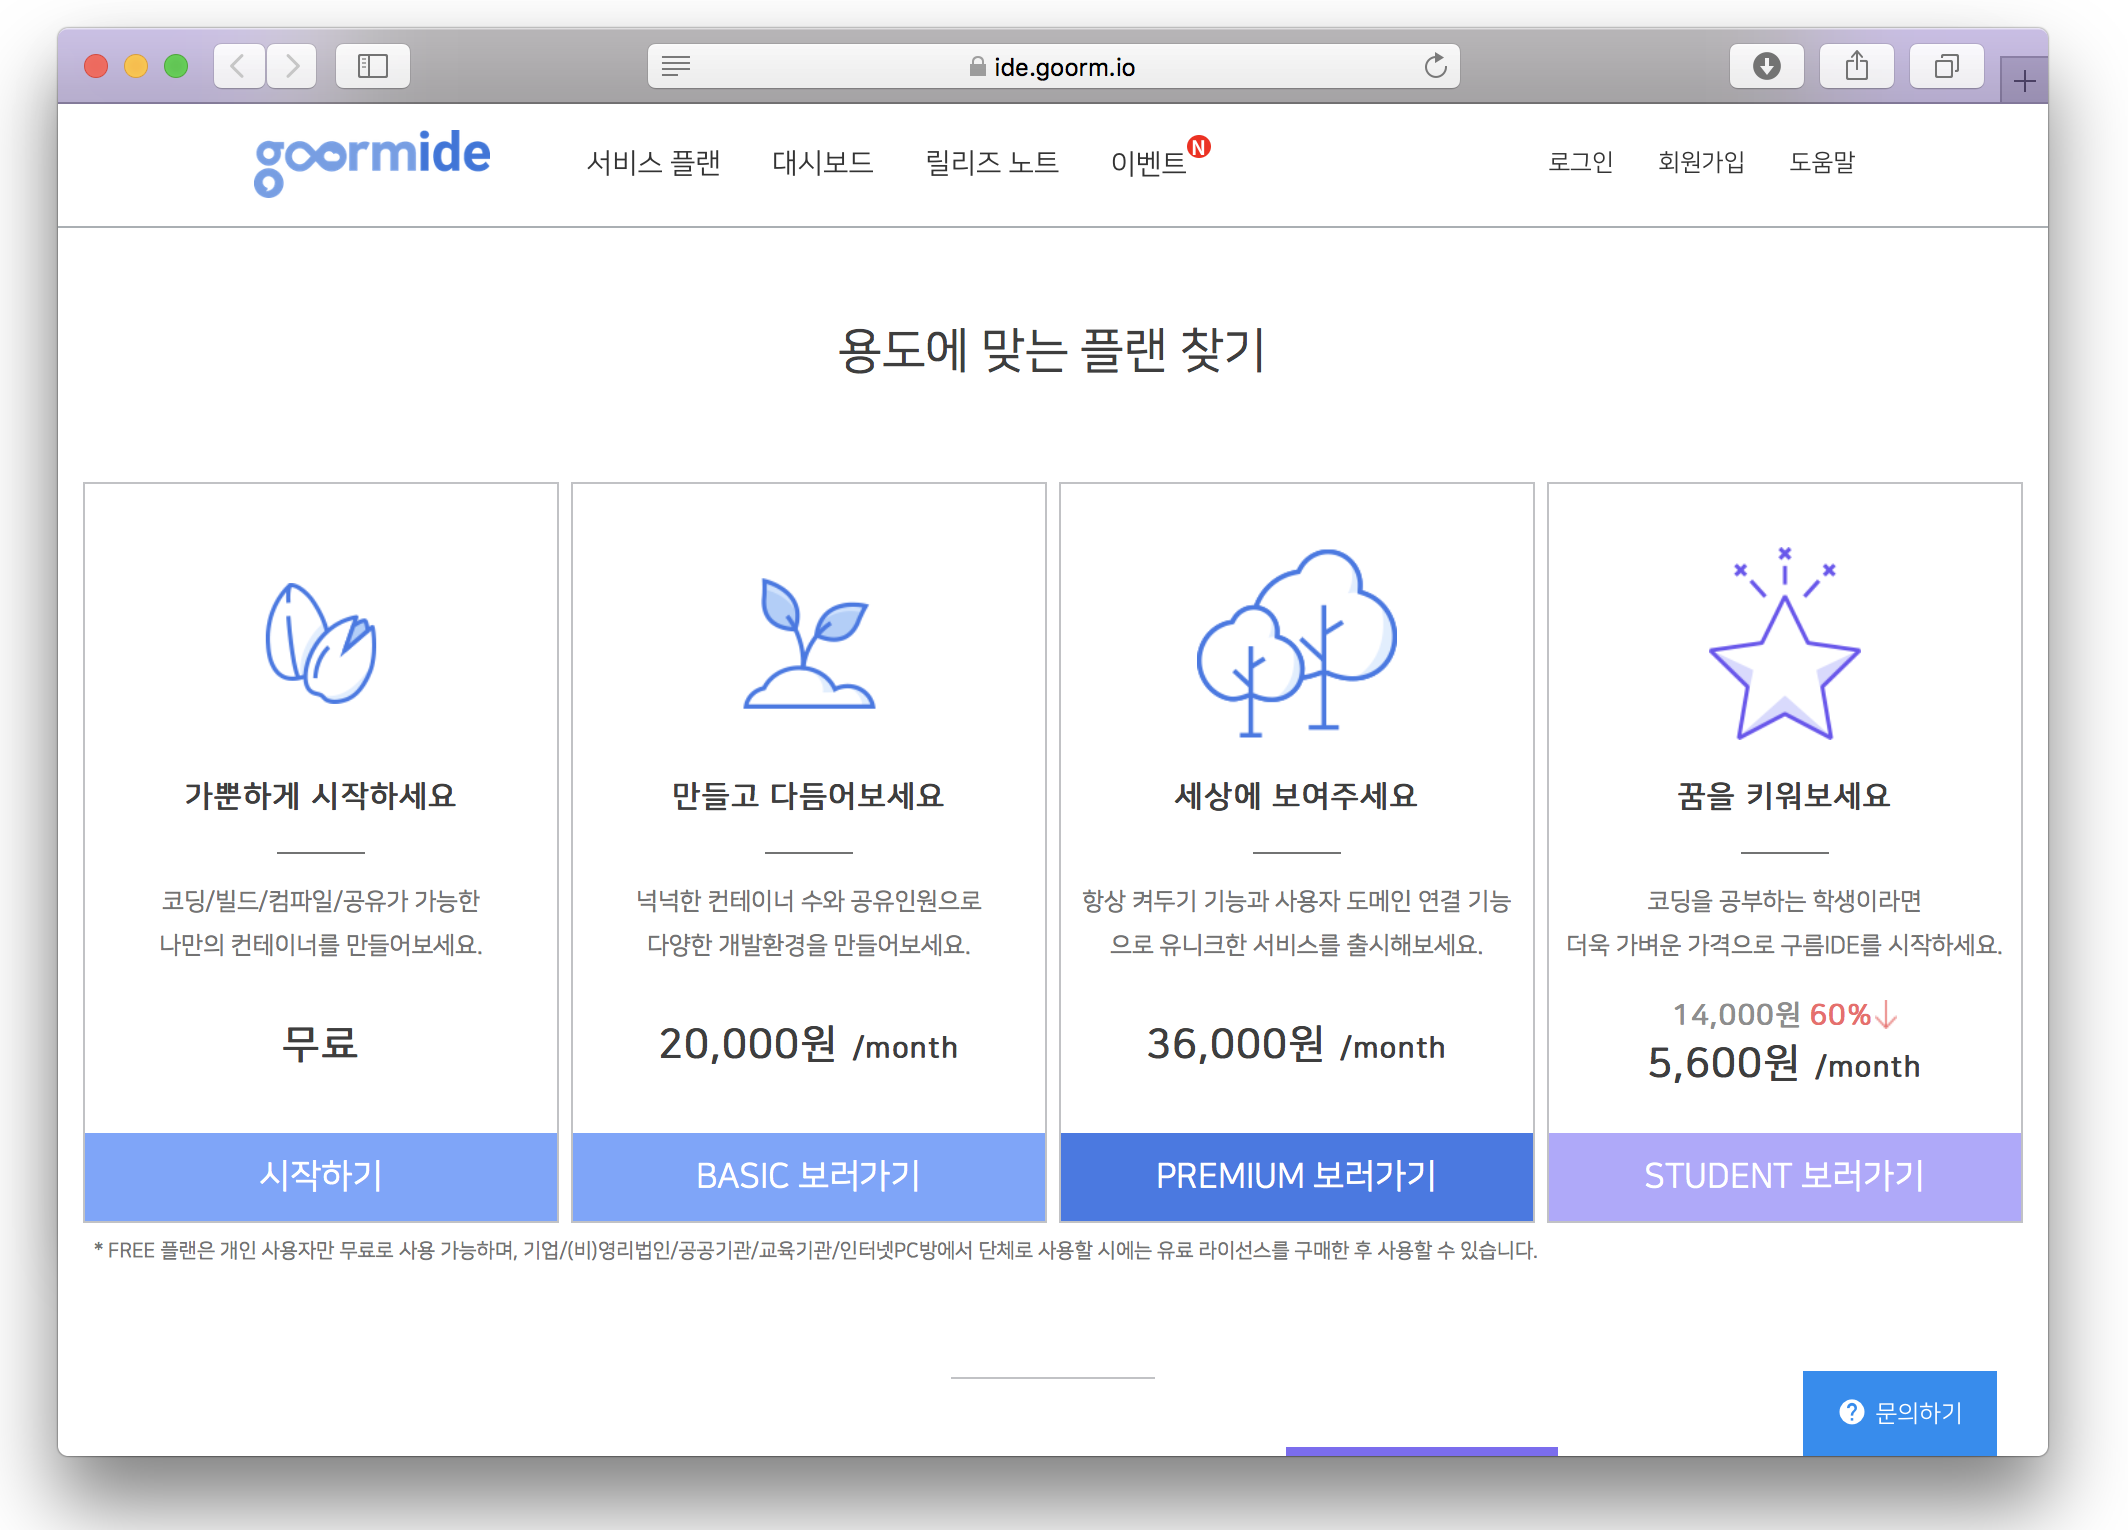 ide.goorm.io
goormide
서비스 플랜
대시보드
릴리즈 노트
이벤트 N
로그인
회원가입
도움말
용도에 맞는 플랜 찾기
가뿐하게 시작하세요
코딩/빌드/컴파일/공유가 가능한
나만의 컨테이너를 만들어보세요.
무료
시작하기
만들고 다듬어보세요
넉넉한 컨테이너 수와 공유인원으로
다양한 개발환경을 만들어보세요.
20,000원 /month
BASIC 보러가기
세상에 보여주세요
항상 켜두기 기능과 사용자 도메인 연결 기능
으로 유니크한 서비스를 출시해보세요.
36,000원 /month
PREMIUM 보러가기
꿈을 키워보세요
코딩을 공부하는 학생이라면
더욱 가벼운 가격으로 구름IDE를 시작하세요.
14,000원 60%↓
5,600원 /month
STUDENT 보러가기
* FREE 플랜은 개인 사용자만 무료로 사용 가능하며, 기업/(비)영리법인/공공기관/교육기관/인터넷PC방에서 단체로 사용할 시에는 유료 라이선스를 구매한 후 사용할 수 있습니다.
? 문의하기